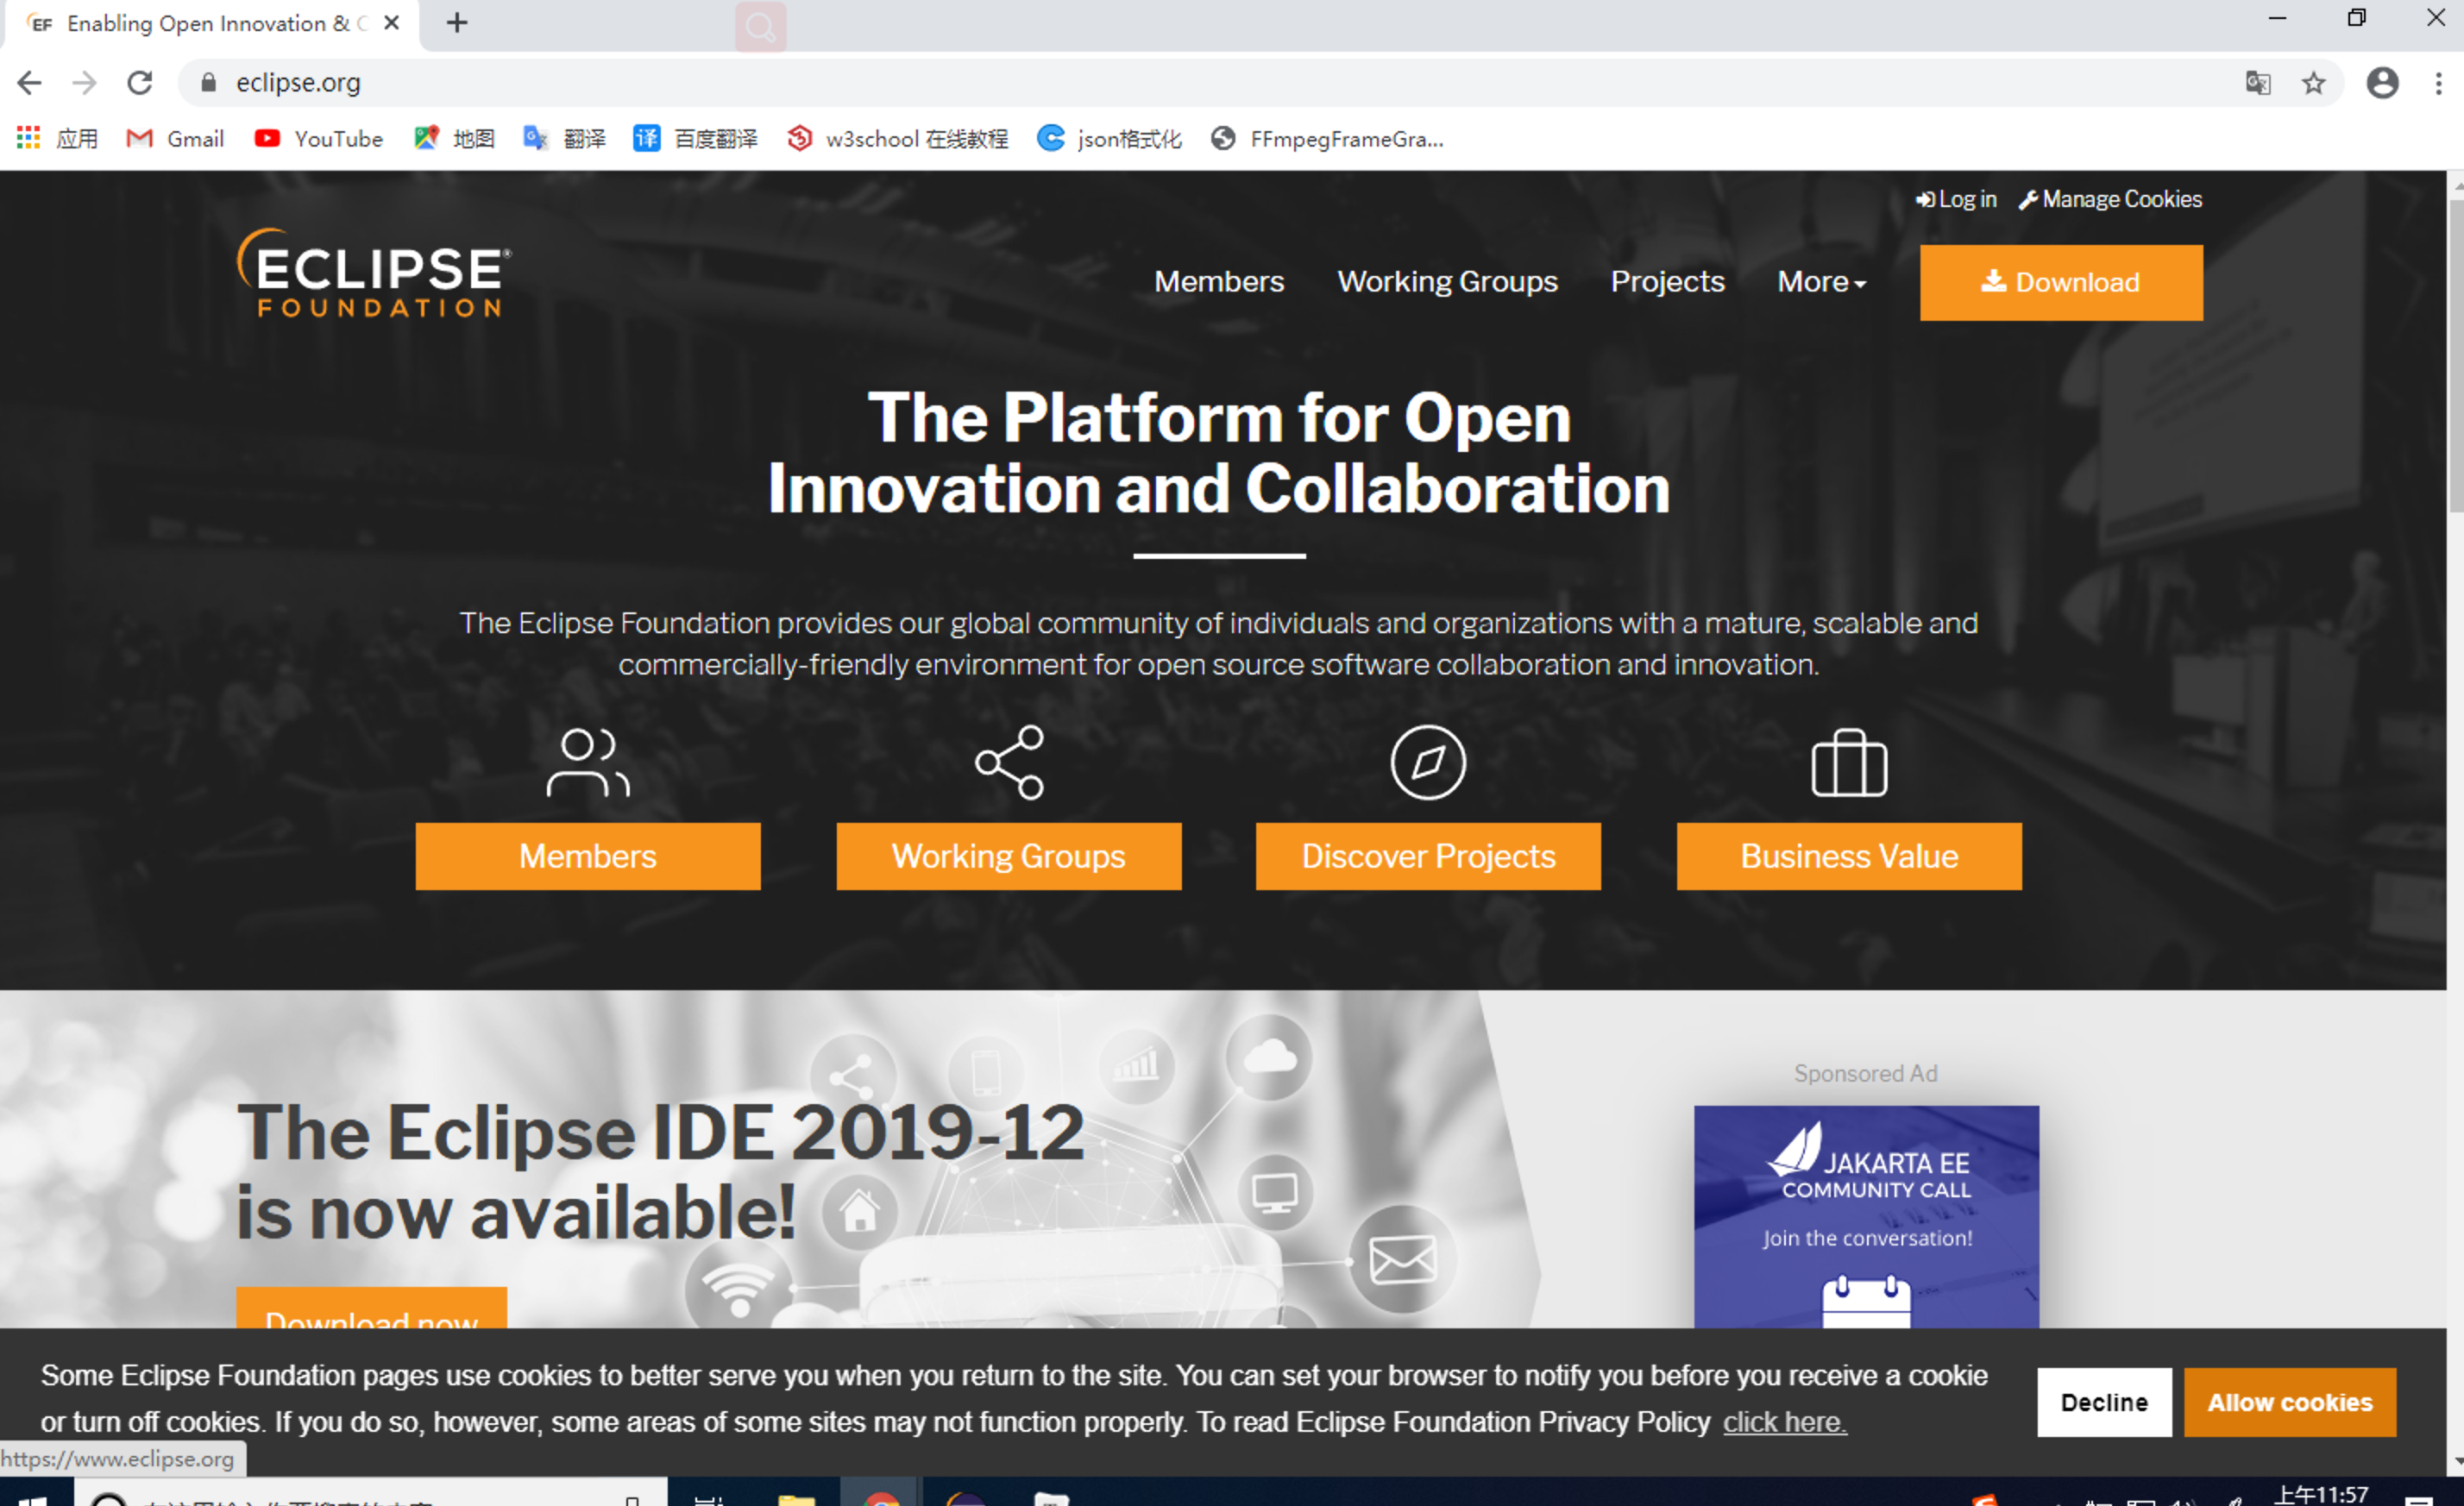 EF Enabling Open Innovation & C
eclipse.org
应用 Gmail YouTube 地图 翻译 译 百度翻译 w3school 在线教程 json格式化 FFmpegFrameGra...
Log in Manage Cookies
ECLIPSE®
FOUNDATION
Members Working Groups Projects More Download
The Platform for Open
Innovation and Collaboration
The Eclipse Foundation provides our global community of individuals and organizations with a mature, scalable and
commercially-friendly environment for open source software collaboration and innovation.
Members Working Groups Discover Projects Business Value
The Eclipse IDE 2019-12
is now available!
Download now
Sponsored Ad
JAKARTA EE
COMMUNITY CALL
Join the conversation!
Some Eclipse Foundation pages use cookies to better serve you when you return to the site. You can set your browser to notify you before you receive a cookie
or turn off cookies. If you do so, however, some areas of some sites may not function properly. To read Eclipse Foundation Privacy Policy click here.
Decline Allow cookies
https://www.eclipse.org
上午11:57